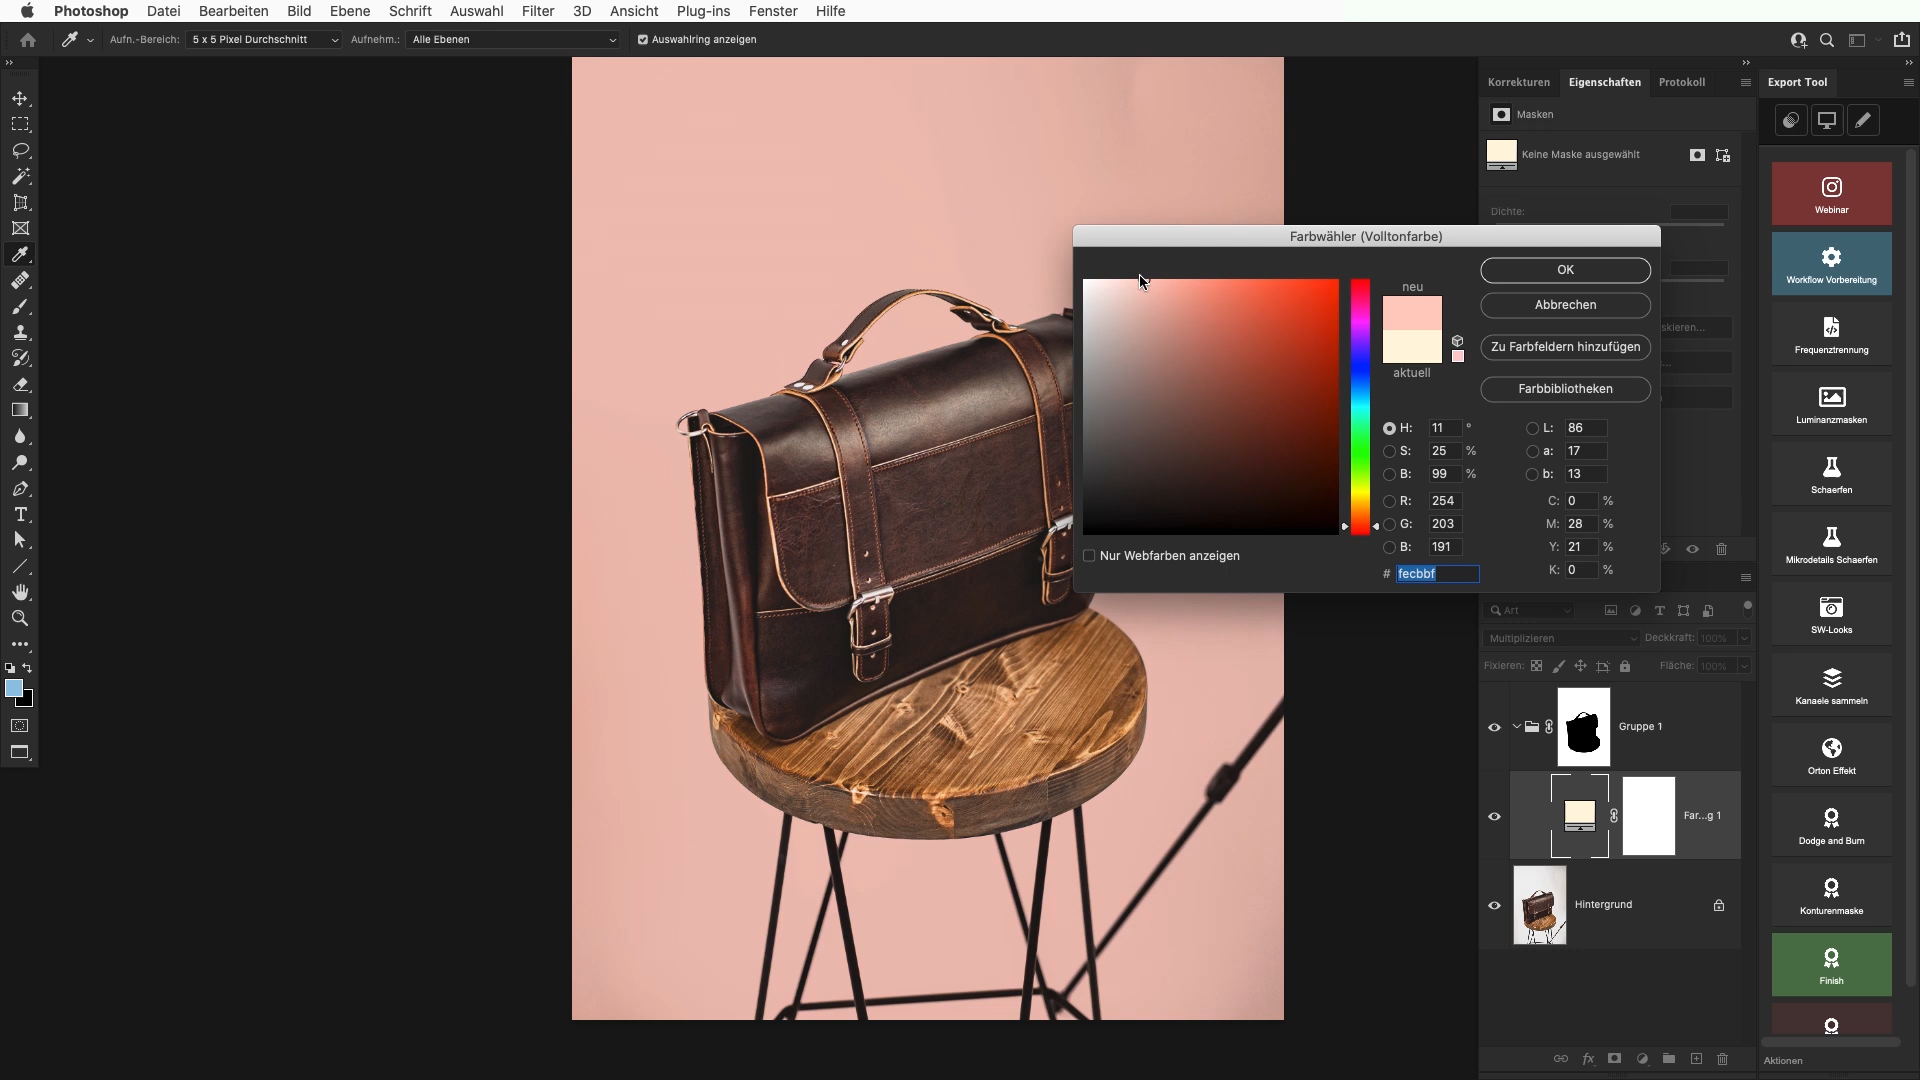 Photoshop Datei Bearbeiten Bild Ebene Schrift Auswahl Filter 3D Ansicht Plug-ins Fenster Hilfe
Aufn.-Bereich: 5 x 5 Pixel Durchschnitt Aufnehm.: Alle Ebenen Auswahlring anzeigen
Korrekturen Eigenschaften Protokoll
Masken
Keine Maske ausgewählt
Dichte:
Farbwähler (Volltonfarbe)
neu
aktuell
OK
Abbrechen
Zu Farbfeldern hinzufügen
Farbbibliotheken
H: 11 ° L: 86
S: 25 % a: 17
B: 99 % b: 13
R: 254 C: 0 %
G: 203 M: 28 %
B: 191 Y: 21 %
# fecbbf K: 0 %
Nur Webfarben anzeigen
skieren...
...
Art
Multiplizieren Deckkraft: 100%
Fixieren: Fläche: 100%
Gruppe 1
Far...g 1
Hintergrund
fx
Export Tool
Webinar
Workflow Vorbereitung
Frequenztrennung
Luminanzmasken
Schaerfen
Mikrodetails Schaerfen
SW-Looks
Kanaele sammeln
Orton Effekt
Dodge and Burn
Konturenmaske
Finish
Aktionen